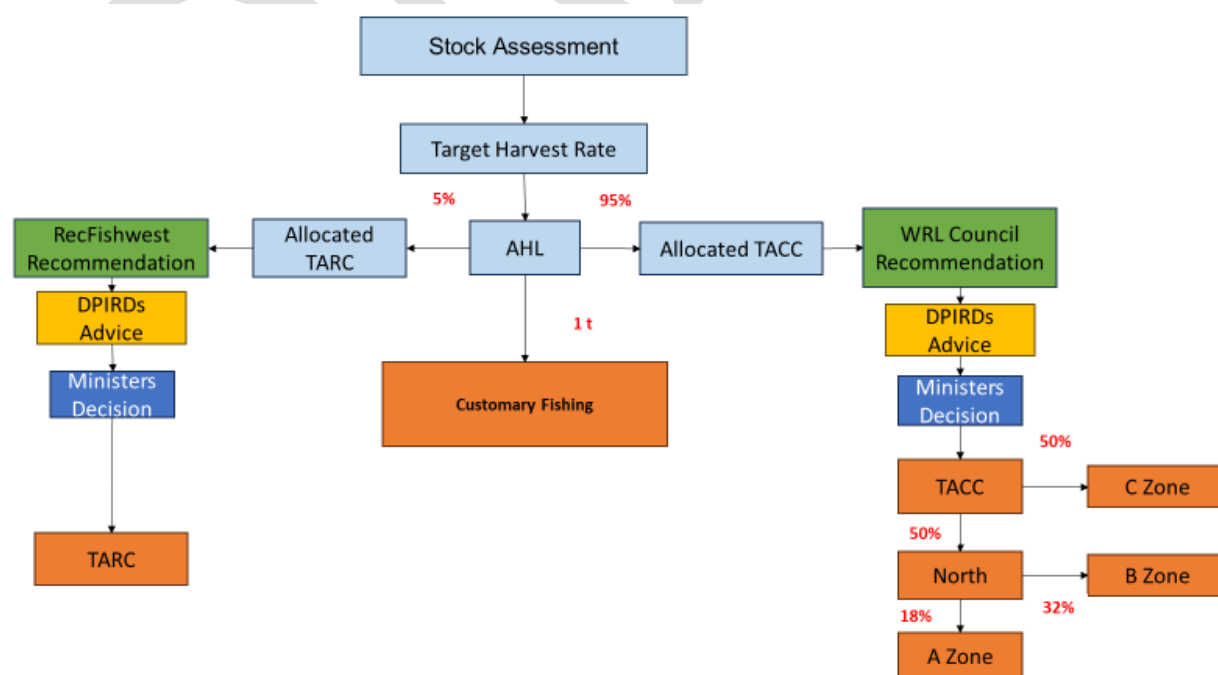 Stock Assessment
Target Harvest Rate
5%
95%
RecFishwest
Recommendation
Allocated
TARC
AHL
Allocated TACC
WRL Council
Recommendation
DPIRDs
Advice
1 t
DPIRDs
Advice
Ministers
Decision
Customary Fishing
Ministers
Decision
50%
TACC
C Zone
50%
TARC
North
B Zone
18%
32%
A Zone